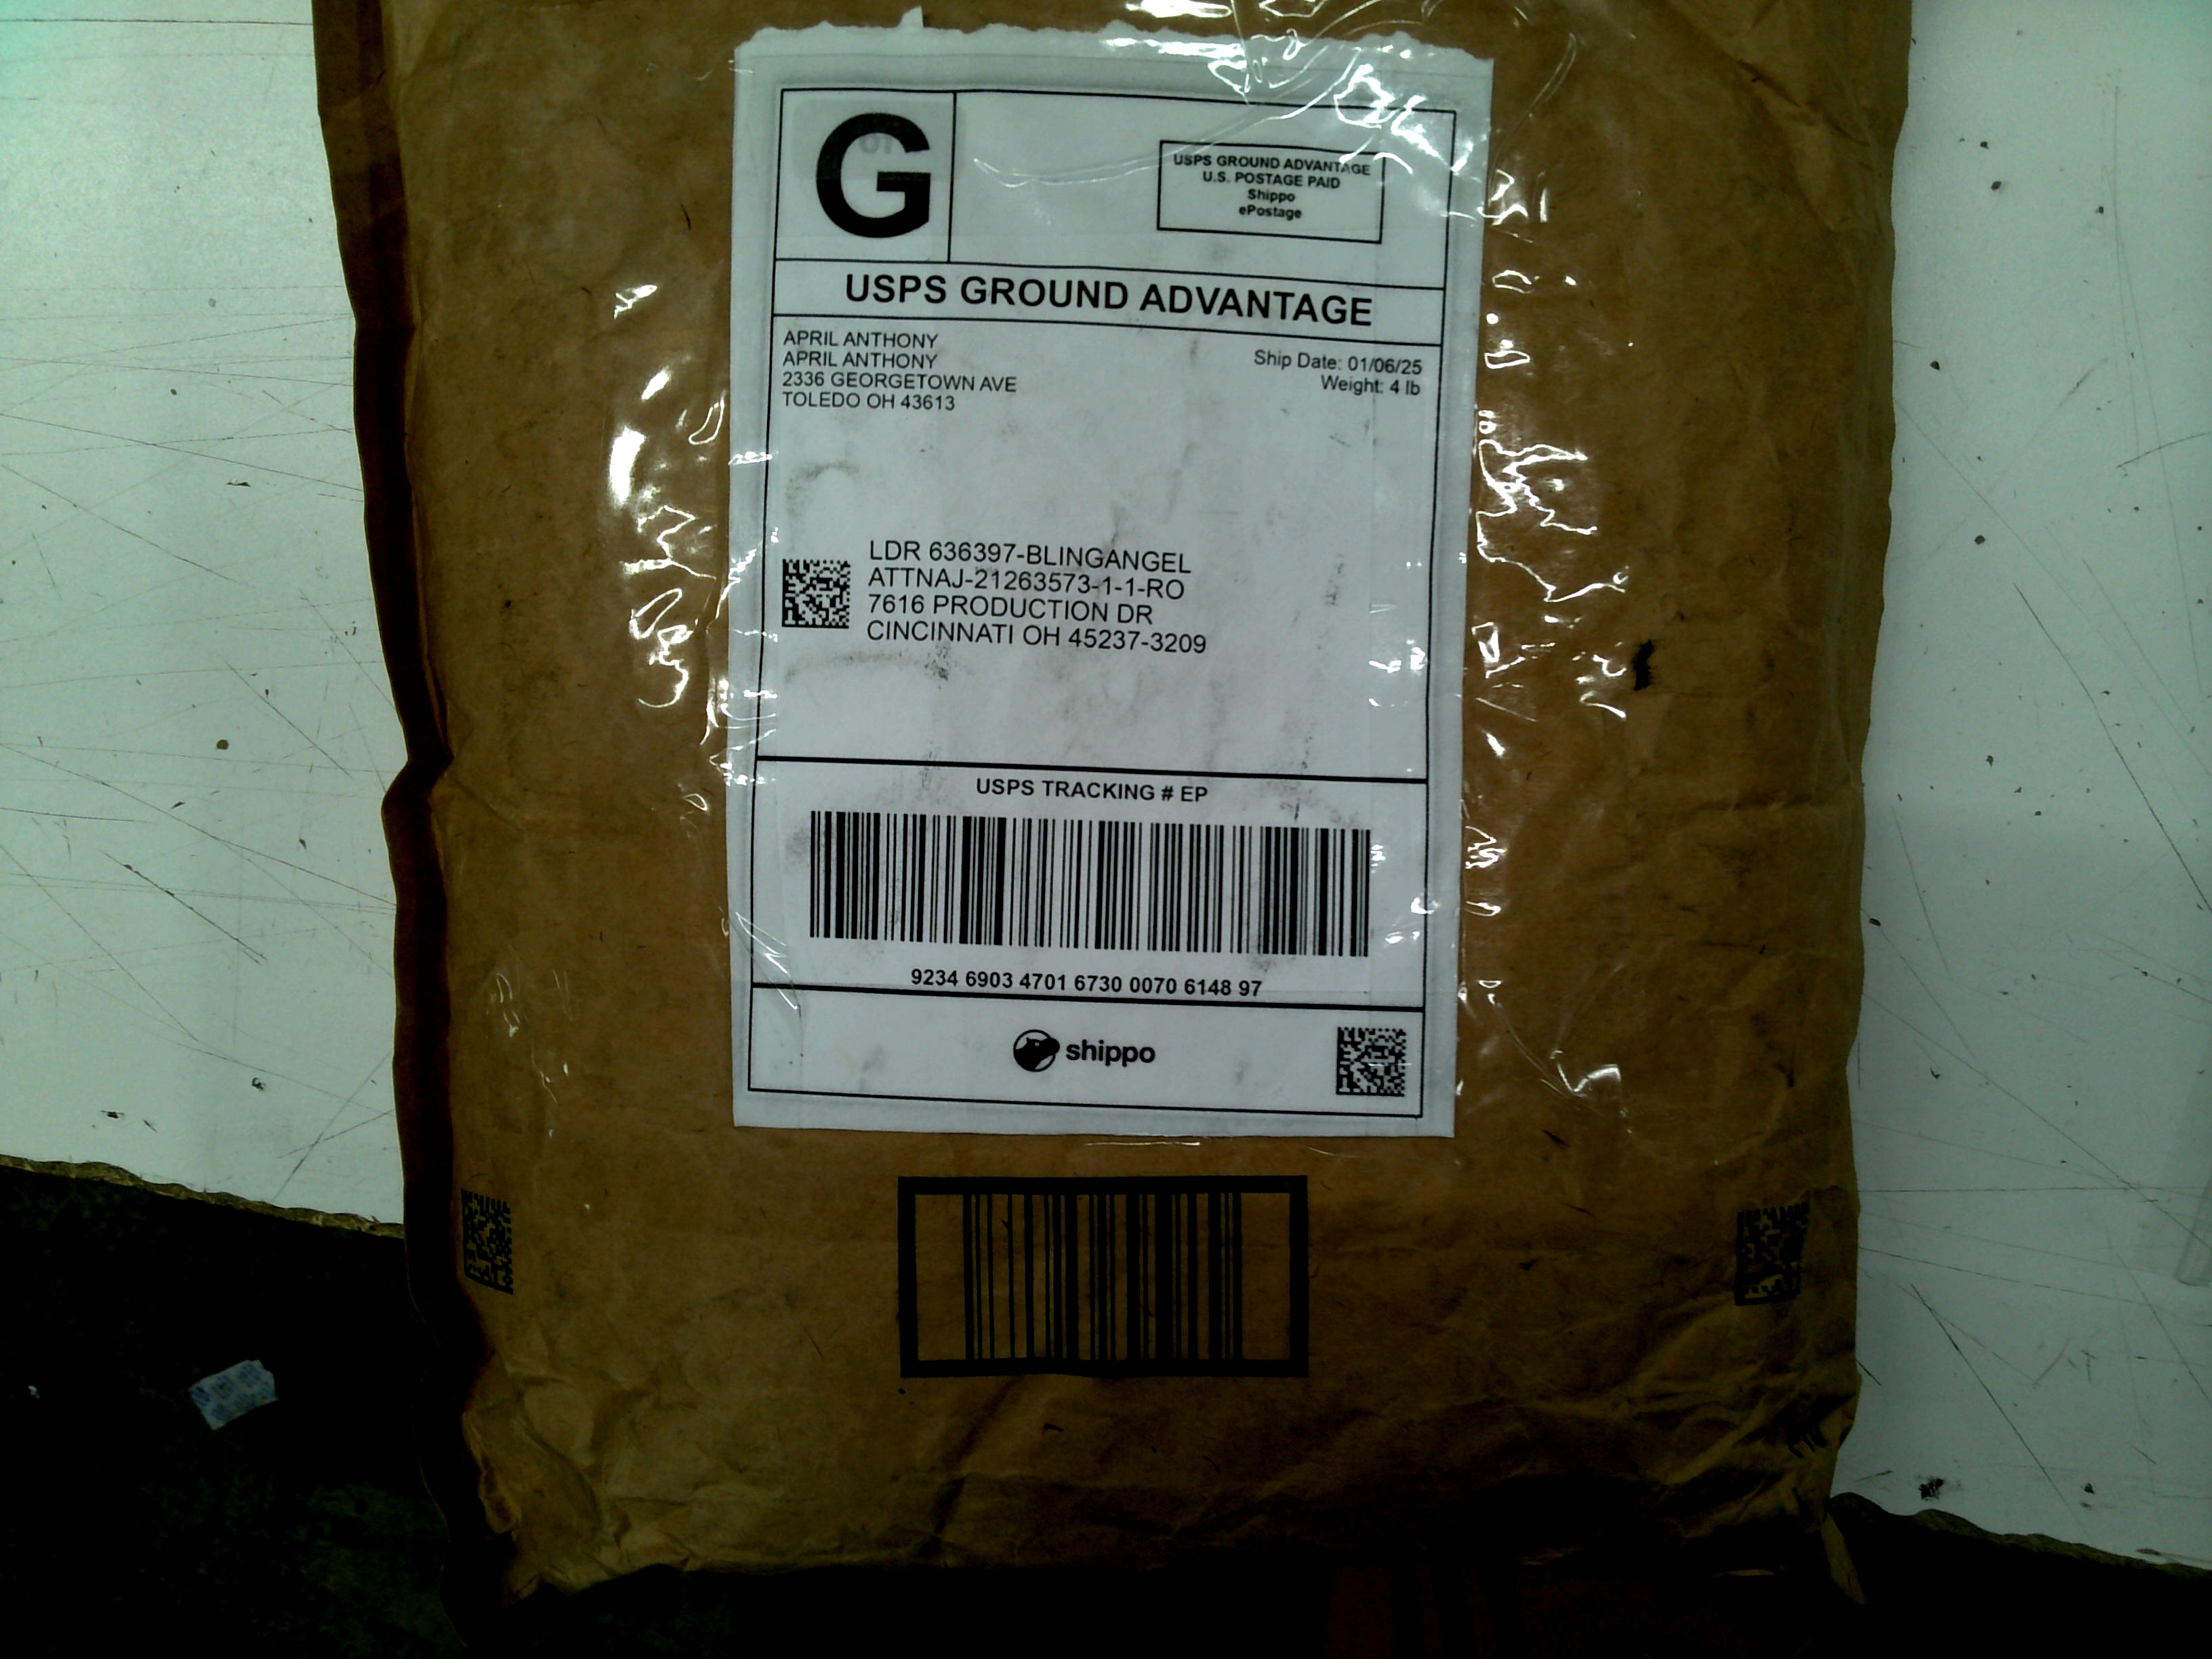 G
USPS GROUND ADVANTAGE
U.S. POSTAGE PAID
Shippo
ePostage
USPS GROUND ADVANTAGE
APRIL ANTHONY
APRIL ANTHONY
2336 GEORGETOWN AVE
TOLEDO OH 43613
Ship Date: 01/06/25
Weight: 4 lb
LDR 636397-BLINGANGEL
ATTNAJ-21263573-1-1-RO
7616 PRODUCTION DR
CINCINNATI OH 45237-3209
USPS TRACKING # EP
9234 6903 4701 6730 0070 6148 97
shippo